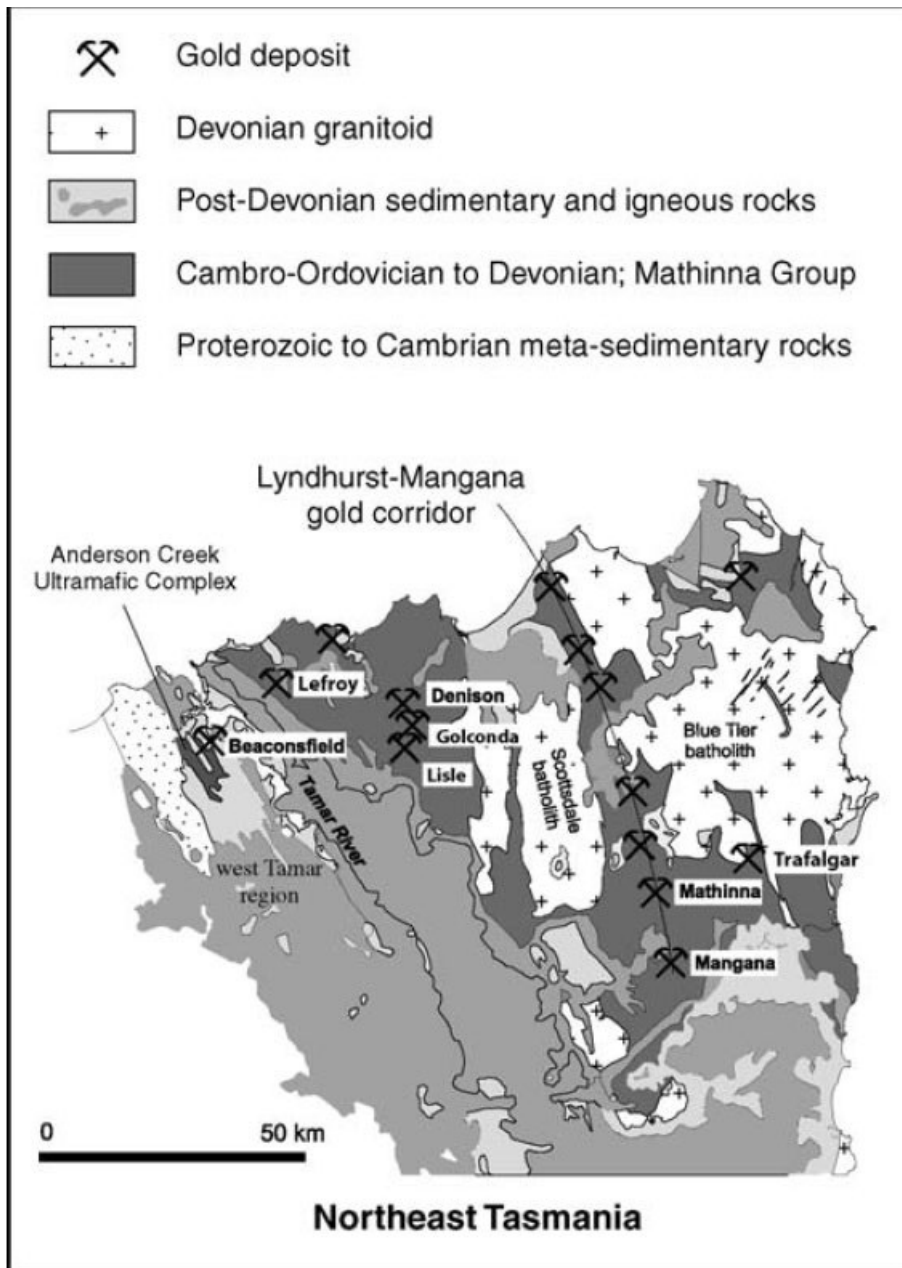 Gold deposit
Devonian granitoid
Post-Devonian sedimentary and igneous rocks
Cambro-Ordovician to Devonian; Mathinna Group
Proterozoic to Cambrian meta-sedimentary rocks
Lyndhurst-Mangana
gold corridor
Anderson Creek
Ultramafic Complex
Lefroy
Denison
Golconda
Beaconsfield
Lisle
Blue Tier
batholith
Scottsdale
batholith
Tamar River
west Tamar
region
Trafalgar
Mathinna
Mangana
0 50 km
Northeast Tasmania